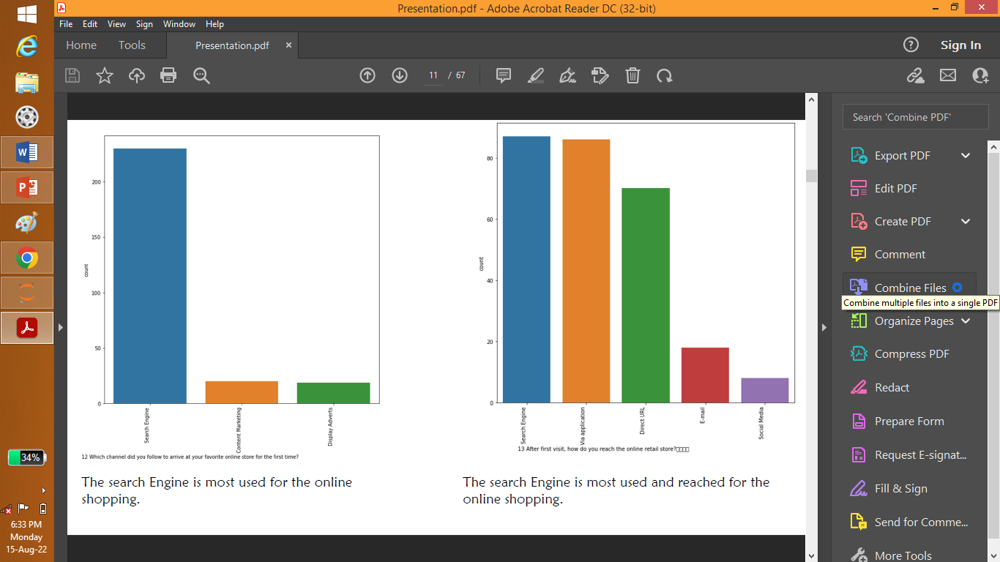 Presentation.pdf - Adobe Acrobat Reader DC (32-bit)
File Edit View Sign Window Help
Home Tools Presentation.pdf × Sign In
11 / 67
Search 'Combine PDF'
Export PDF
Edit PDF
Create PDF
Comment
Combine Files
Combine multiple files into a single PDF
Organize Pages
Compress PDF
Redact
Prepare Form
Request E-signat...
Fill & Sign
Send for Comme...
More Tools
200
150
100
50
0
count
Search Engine
Content Marketing
Display Adverts
12 Which channel did you follow to arrive at your favorite online store for the first time?
The search Engine is most used for the online
shopping.
80
60
40
20
0
count
Search Engine
Via application
Direct URL
E-mail
Social Media
13 After first visit, how do you reach the online retail store?□□□□
The search Engine is most used and reached for the
online shopping.
34%
6:33 PM
Monday
15-Aug-22